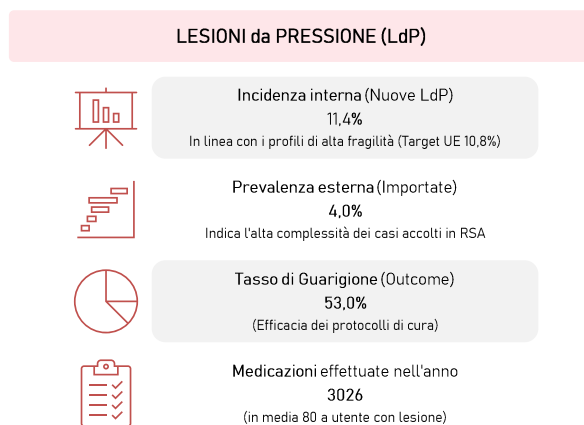 LESIONI da PRESSIONE (LdP)
Incidenza interna (Nuove LdP)
11,4%
In linea con i profili di alta fragilità (Target UE 10,8%)
Prevalenza esterna (Importate)
4,0%
Indica l'alta complessità dei casi accolti in RSA
Tasso di Guarigione (Outcome)
53,0%
(Efficacia dei protocolli di cura)
Medicazioni effettuate nell'anno
3026
(in media 80 a utente con lesione)